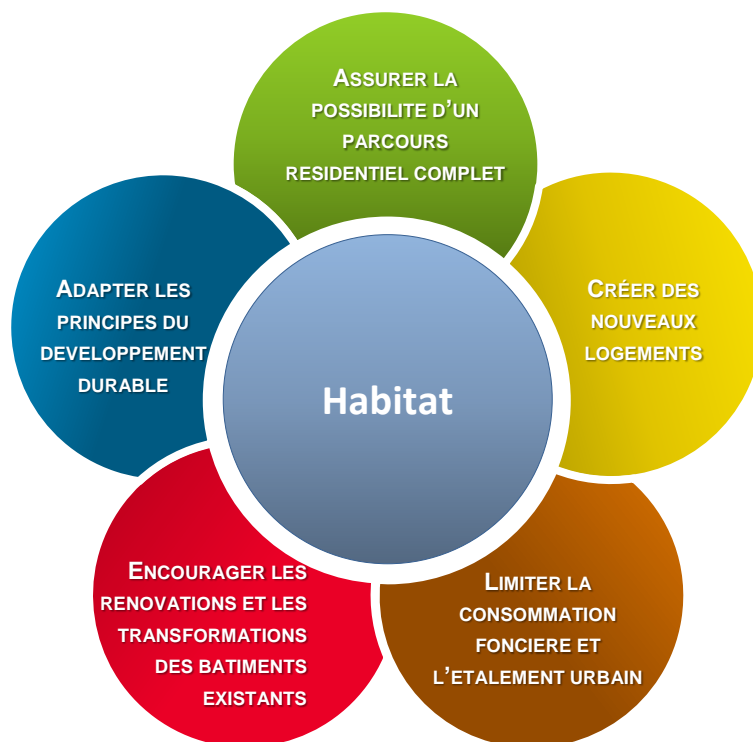 ASSURER LA
POSSIBILITE D'UN
PARCOURS
RESIDENTIEL COMPLET
CRÉER DES
NOUVEAUX
LOGEMENTS
LIMITER LA
CONSOMMATION
FONCIERE ET
L'ETALEMENT URBAIN
ENCOURAGER LES
RENOVATIONS ET LES
TRANSFORMATIONS
DES BATIMENTS
EXISTANTS
ADAPTER LES
PRINCIPES DU
DEVELOPPEMENT
DURABLE
Habitat